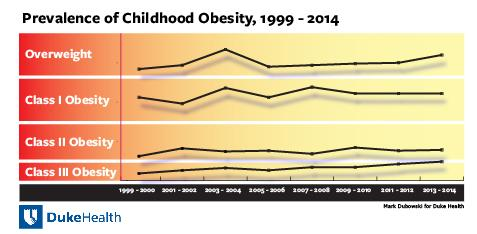 Prevalence of Childhood Obesity, 1999 - 2014
Overweight
Class I Obesity
Class II Obesity
Class III Obesity
1999 - 2000 2001 - 2002 2003 - 2004 2005 - 2006 2007 - 2008 2009 - 2010 2011 - 2012 2013 - 2014
Mark Dubowski for Duke Health
DukeHealth